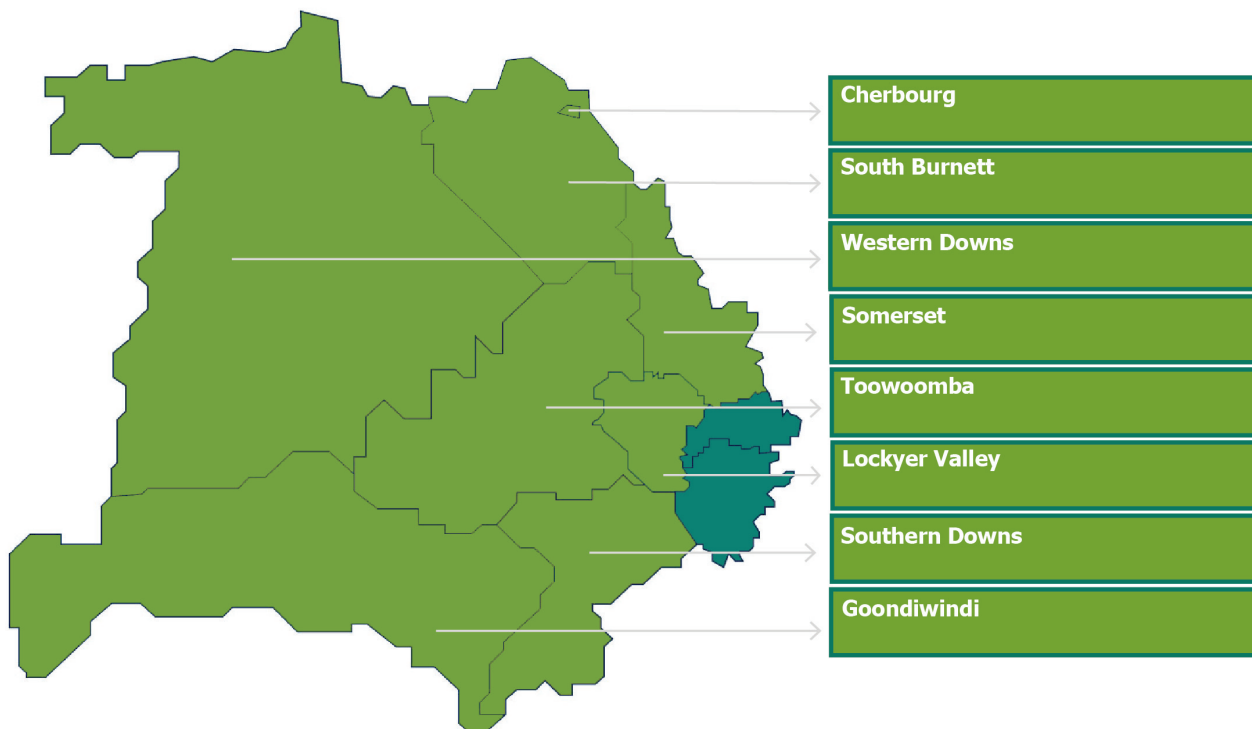 Cherbourg
South Burnett
Western Downs
Somerset
Toowoomba
Lockyer Valley
Southern Downs
Goondiwindi